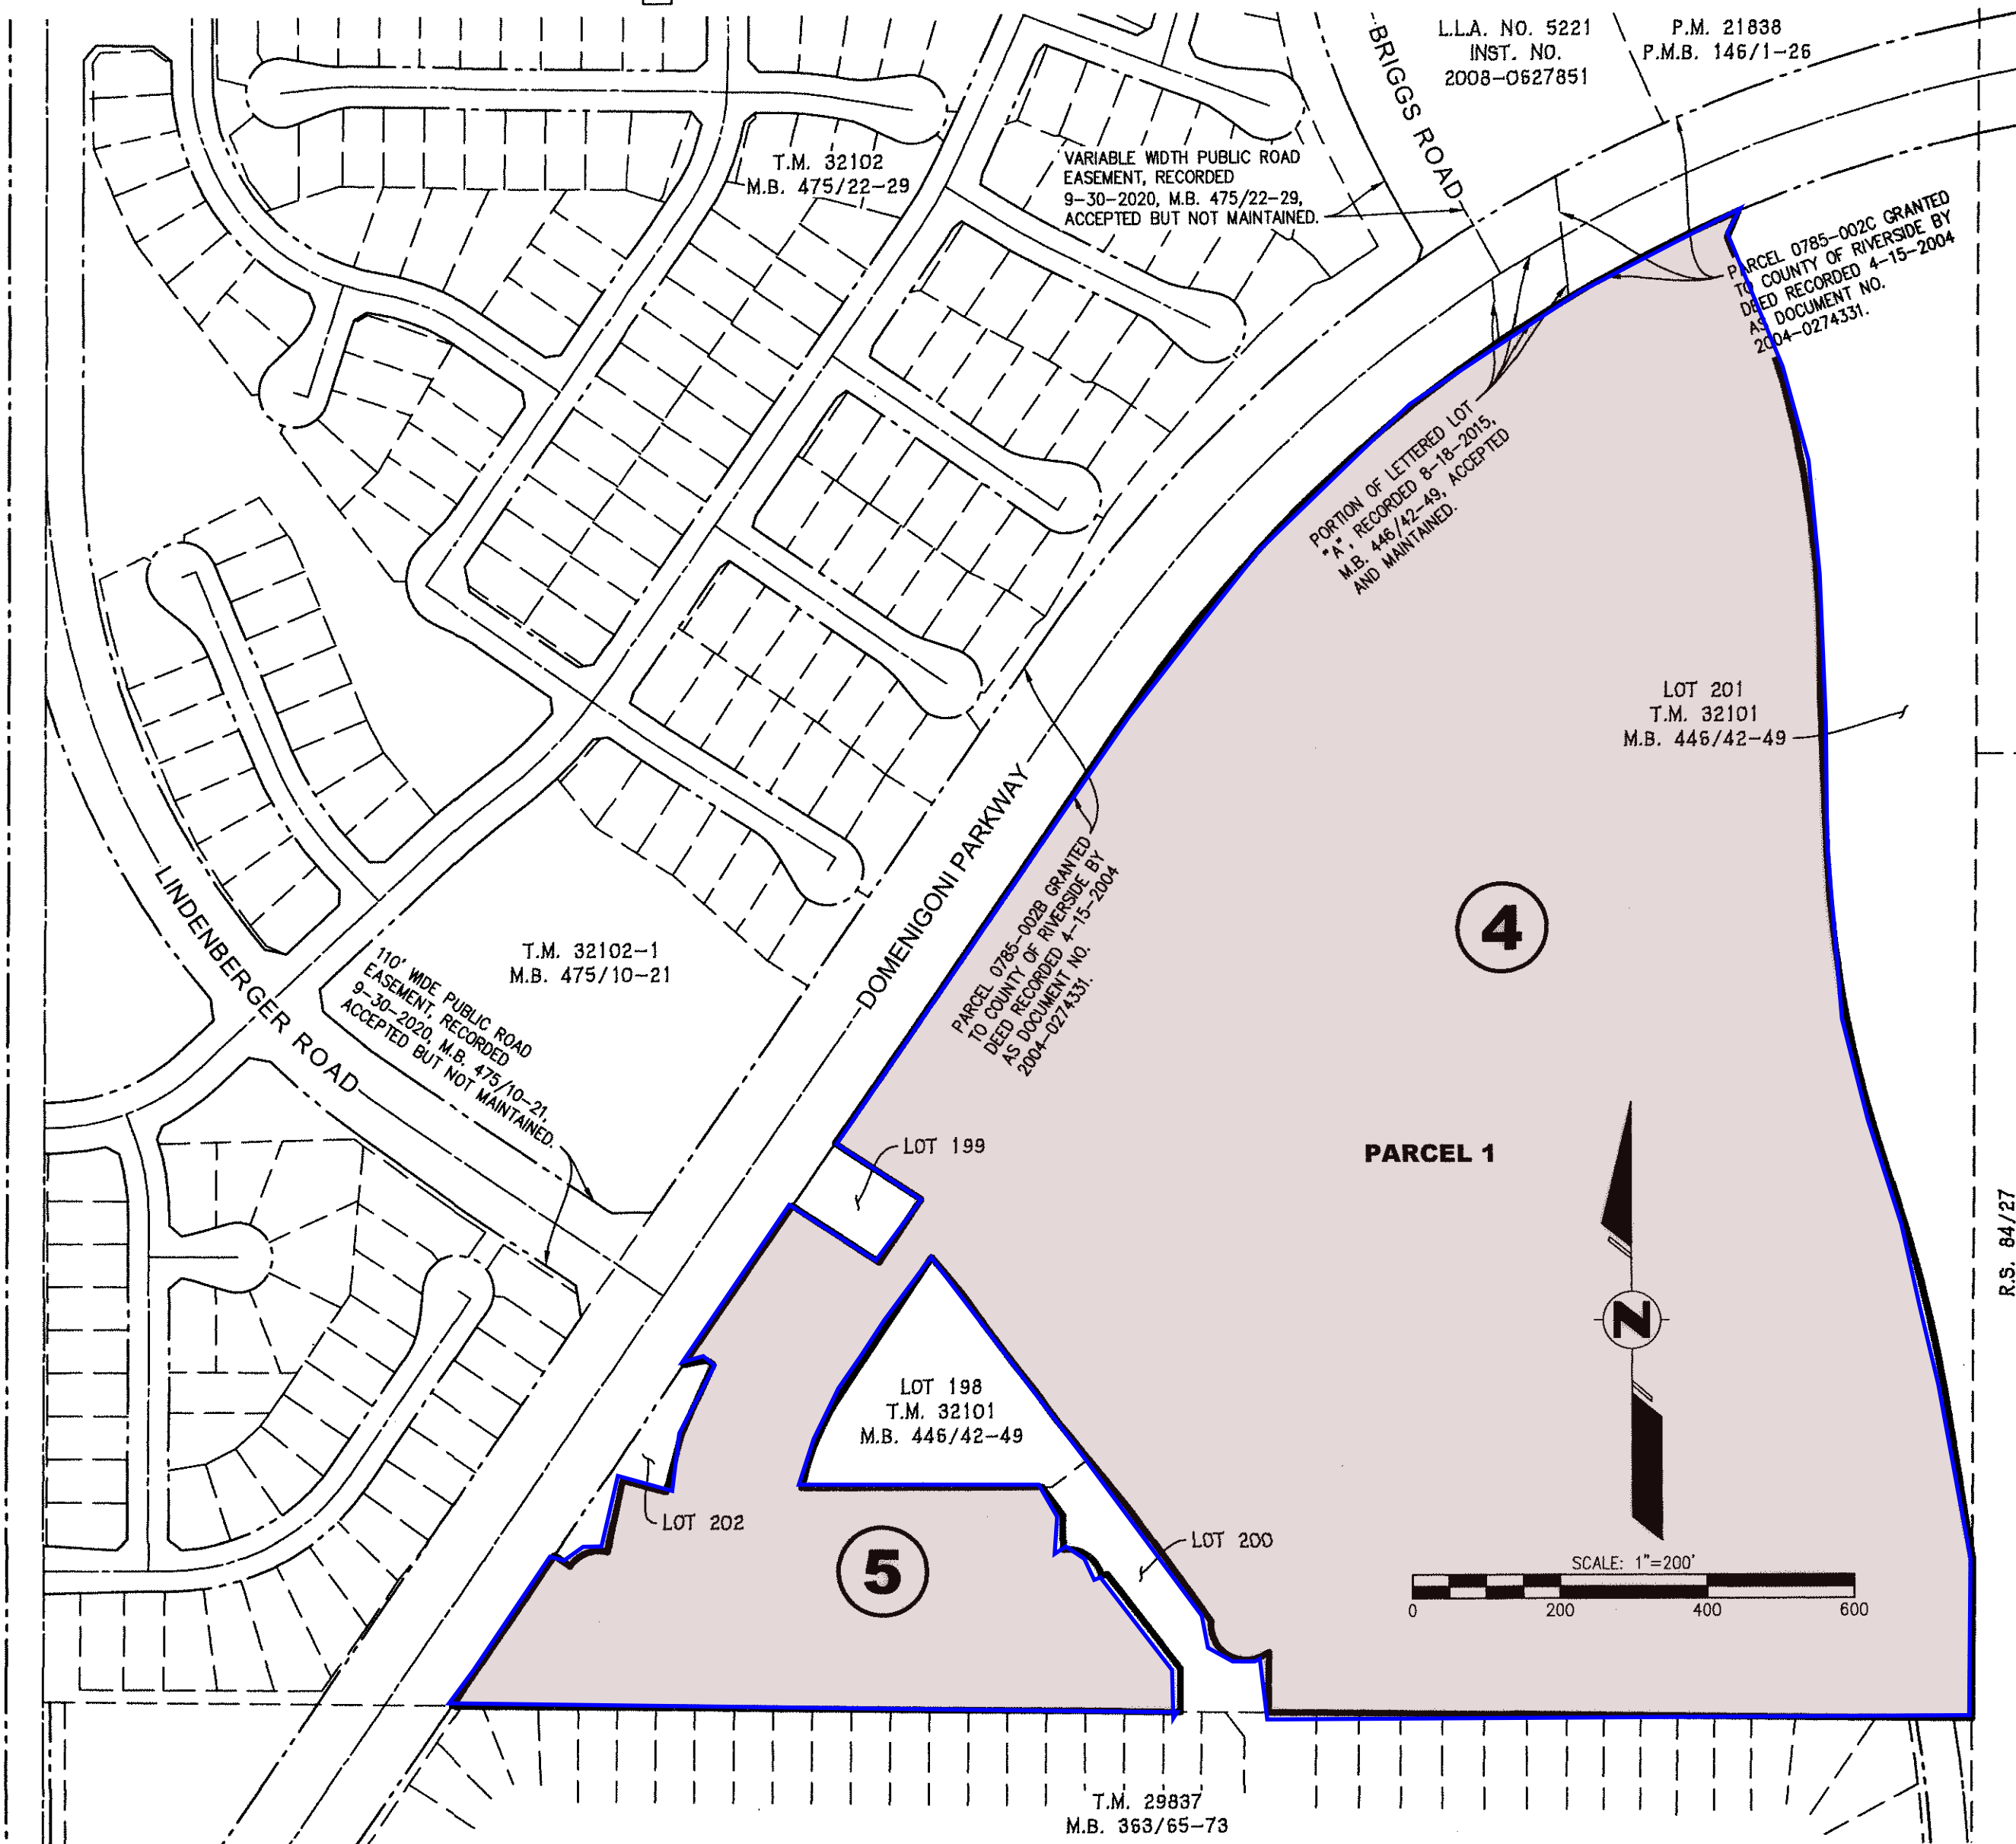 L.L.A. NO. 5221
INST. NO.
2008-0627851
P.M. 21838
P.M.B. 146/1-26
BRIGGS ROAD
T.M. 32102
M.B. 475/22-29
VARIABLE WIDTH PUBLIC ROAD
EASEMENT, RECORDED
9-30-2020, M.B. 475/22-29,
ACCEPTED BUT NOT MAINTAINED.
PARCEL 0785-002C GRANTED
TO COUNTY OF RIVERSIDE BY
DEED RECORDED 4-15-2004
AS DOCUMENT NO.
2004-0274331.
PORTION OF LETTERED LOT
"A", RECORDED 8-18-2015,
M.B. 446/42-49, ACCEPTED
AND MAINTAINED.
LOT 201
T.M. 32101
M.B. 446/42-49
DOMENIGONI PARKWAY
PARCEL 0785-002B GRANTED
TO COUNTY OF RIVERSIDE BY
DEED RECORDED 4-15-2004
AS DOCUMENT NO.
2004-0274331.
4
LINDENBERGER ROAD
T.M. 32102-1
M.B. 475/10-21
110' WIDE PUBLIC ROAD
EASEMENT, RECORDED
9-30-2020, M.B. 475/10-21,
ACCEPTED BUT NOT MAINTAINED.
LOT 199
PARCEL 1
R.S. 84/27
N
LOT 198
T.M. 32101
M.B. 446/42-49
LOT 202
LOT 200
5
SCALE: 1"=200'
0 200 400 600
T.M. 29837
M.B. 363/65-73